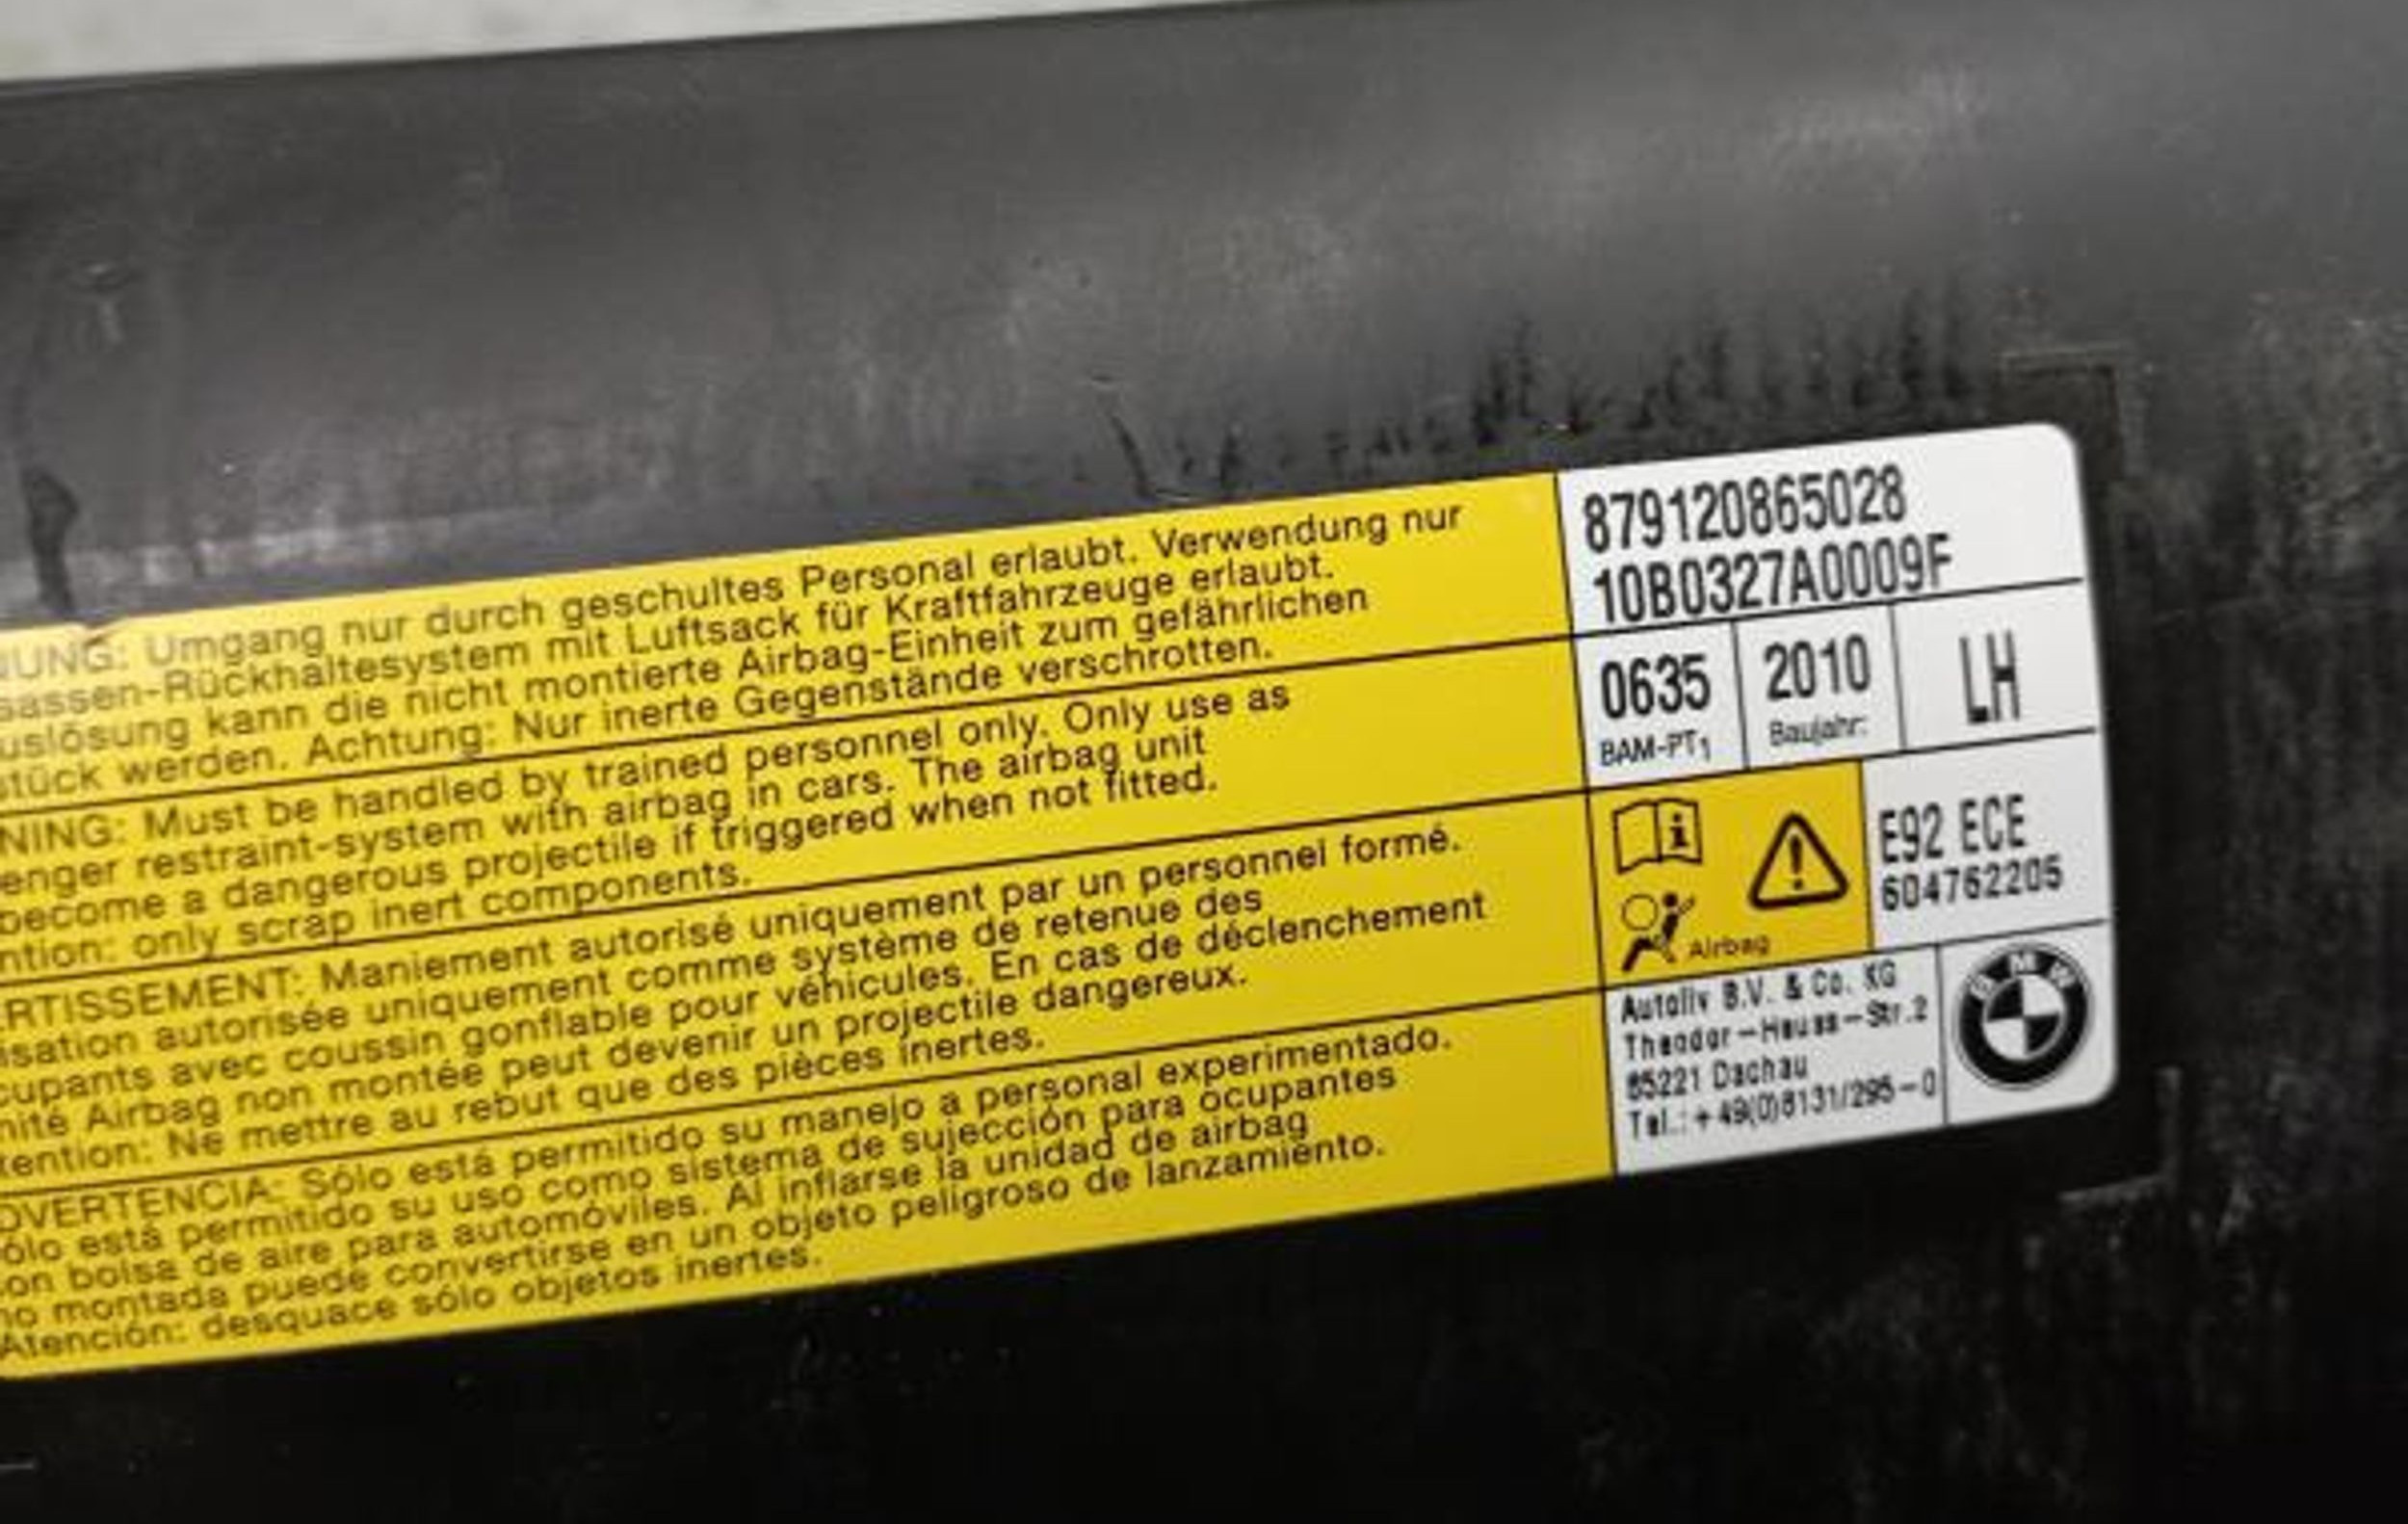 NUNG: Umgang nur durch geschultes Personal erlaubt. Verwendung nur
sassen-Rückhaltesystem mit Luftsack für Kraftfahrzeuge erlaubt.
uslösung kann die nicht montierte Airbag-Einheit zum gefährlichen
stück werden. Achtung: Nur inerte Gegenstände verschrotten.
NING: Must be handled by trained personnel only. Only use as
enger restraint-system with airbag in cars. The airbag unit
become a dangerous projectile if triggered when not fitted.
ntion: only scrap inert components.
ERTISSEMENT: Maniement autorisé uniquement par un personnel formé.
isation autorisée uniquement comme système de retenue des
cupants avec coussin gonflable pour véhicules. En cas de déclenchement
nité Airbag non montée peut devenir un projectile dangereux.
tention: Ne mettre au rebut que des pièces inertes.
DVERTENCIA: Sólo está permitido su manejo a personal experimentado.
ólo está permitido su uso como sistema de sujección para ocupantes
on bolsa de aire para automóviles. Al inflarse la unidad de airbag
no montada puede convertirse en un objeto peligroso de lanzamiento.
Atención: desguace sólo objetos inertes.
879120865028
10B0327A0009F
0635
BAM-PT1
2010
Baujahr:
LH
Airbag
E92 ECE
604762205
Autoliv B.V. & Co. KG
Theodor-Heuss-Str.2
85221 Dachau
Tel.: +49(0)8131/295-0
BMW